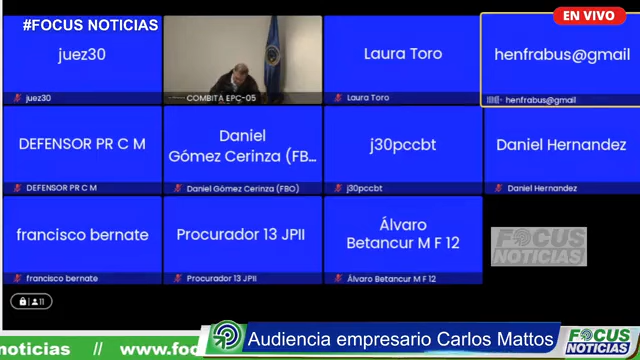 #FOCUS NOTICIAS
EN VIVO
juez30
Laura Toro
henfrabus@gmail
juez30
COMBITA EPC-05
Laura Toro
henfrabus@gmail
DEFENSOR PR C M
Daniel
Gómez Cerinza (FB...
j30pccbt
Daniel Hernandez
DEFENSOR PR C M
Daniel Gómez Cerinza (FBO)
j30pccbt
Daniel Hernandez
francisco bernate
Procurador 13 JPII
Álvaro
Betancur M F 12
FOCUS
NOTICIAS
francisco bernate
Procurador 13 JPII
Álvaro Betancur M F 12
11
noticias // www.foc
Audiencia empresario Carlos Mattos
FOCUS
NOTICIAS